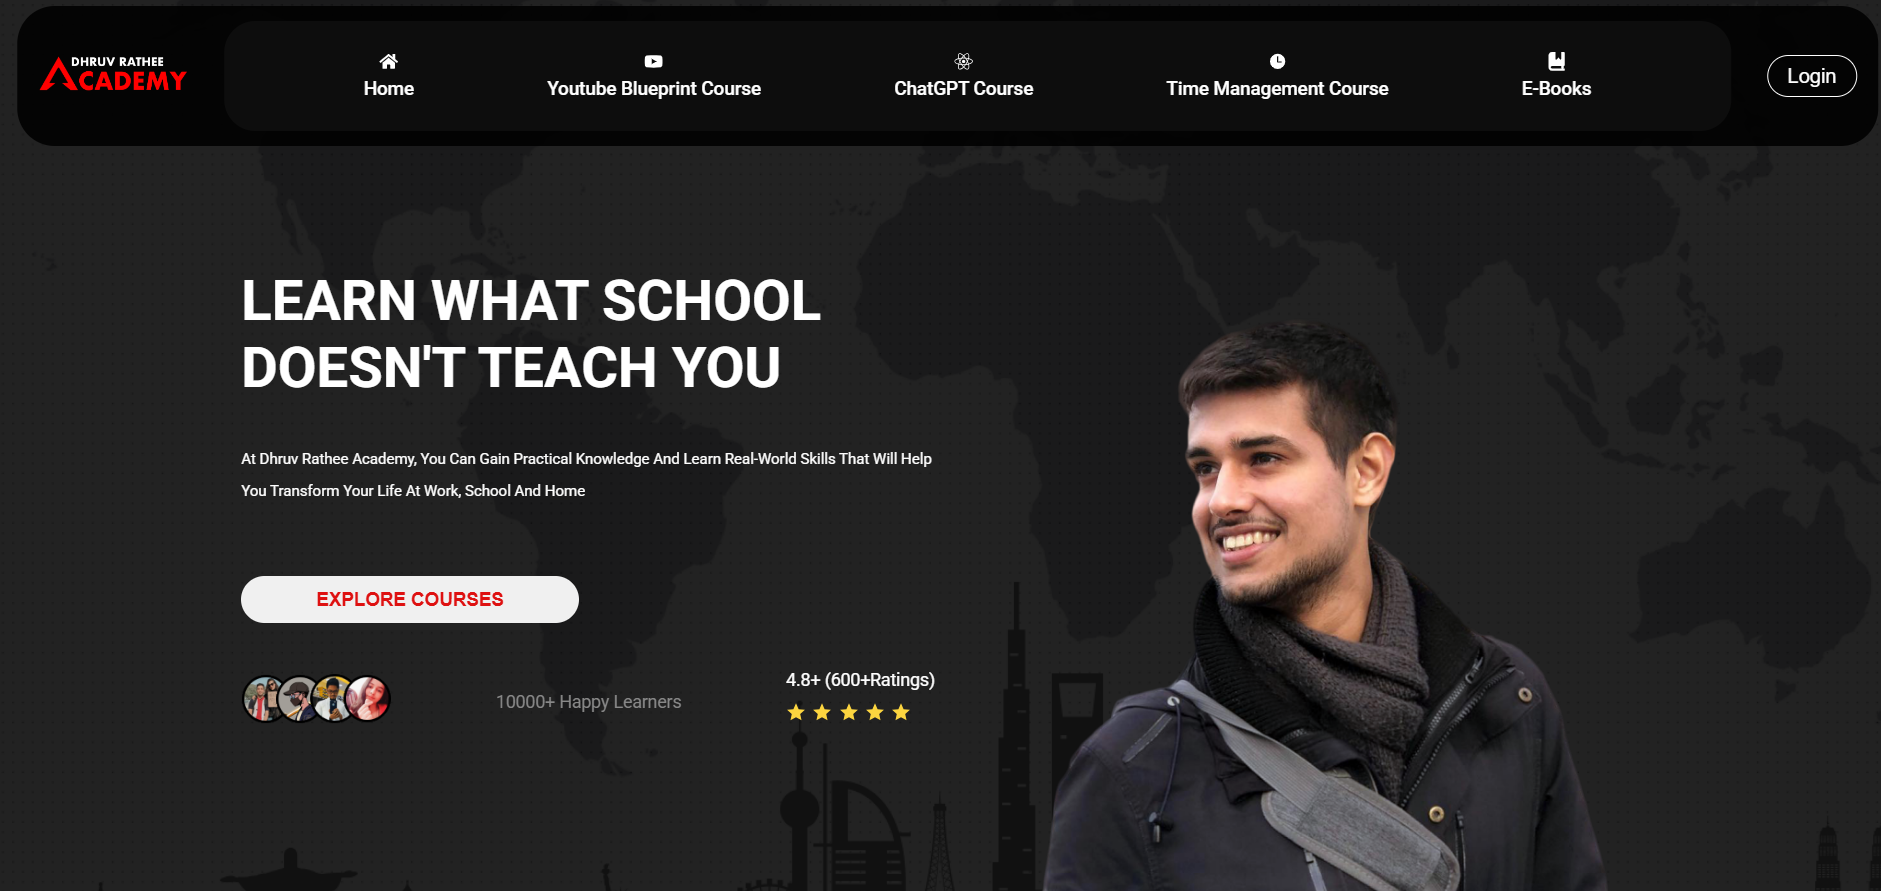 DHRUV RATHEE
ACADEMY
Home
Youtube Blueprint Course
ChatGPT Course
Time Management Course
E-Books
Login
LEARN WHAT SCHOOL
DOESN'T TEACH YOU
At Dhruv Rathee Academy, You Can Gain Practical Knowledge And Learn Real-World Skills That Will Help
You Transform Your Life At Work, School And Home
EXPLORE COURSES
10000+ Happy Learners
4.8+ (600+Ratings)